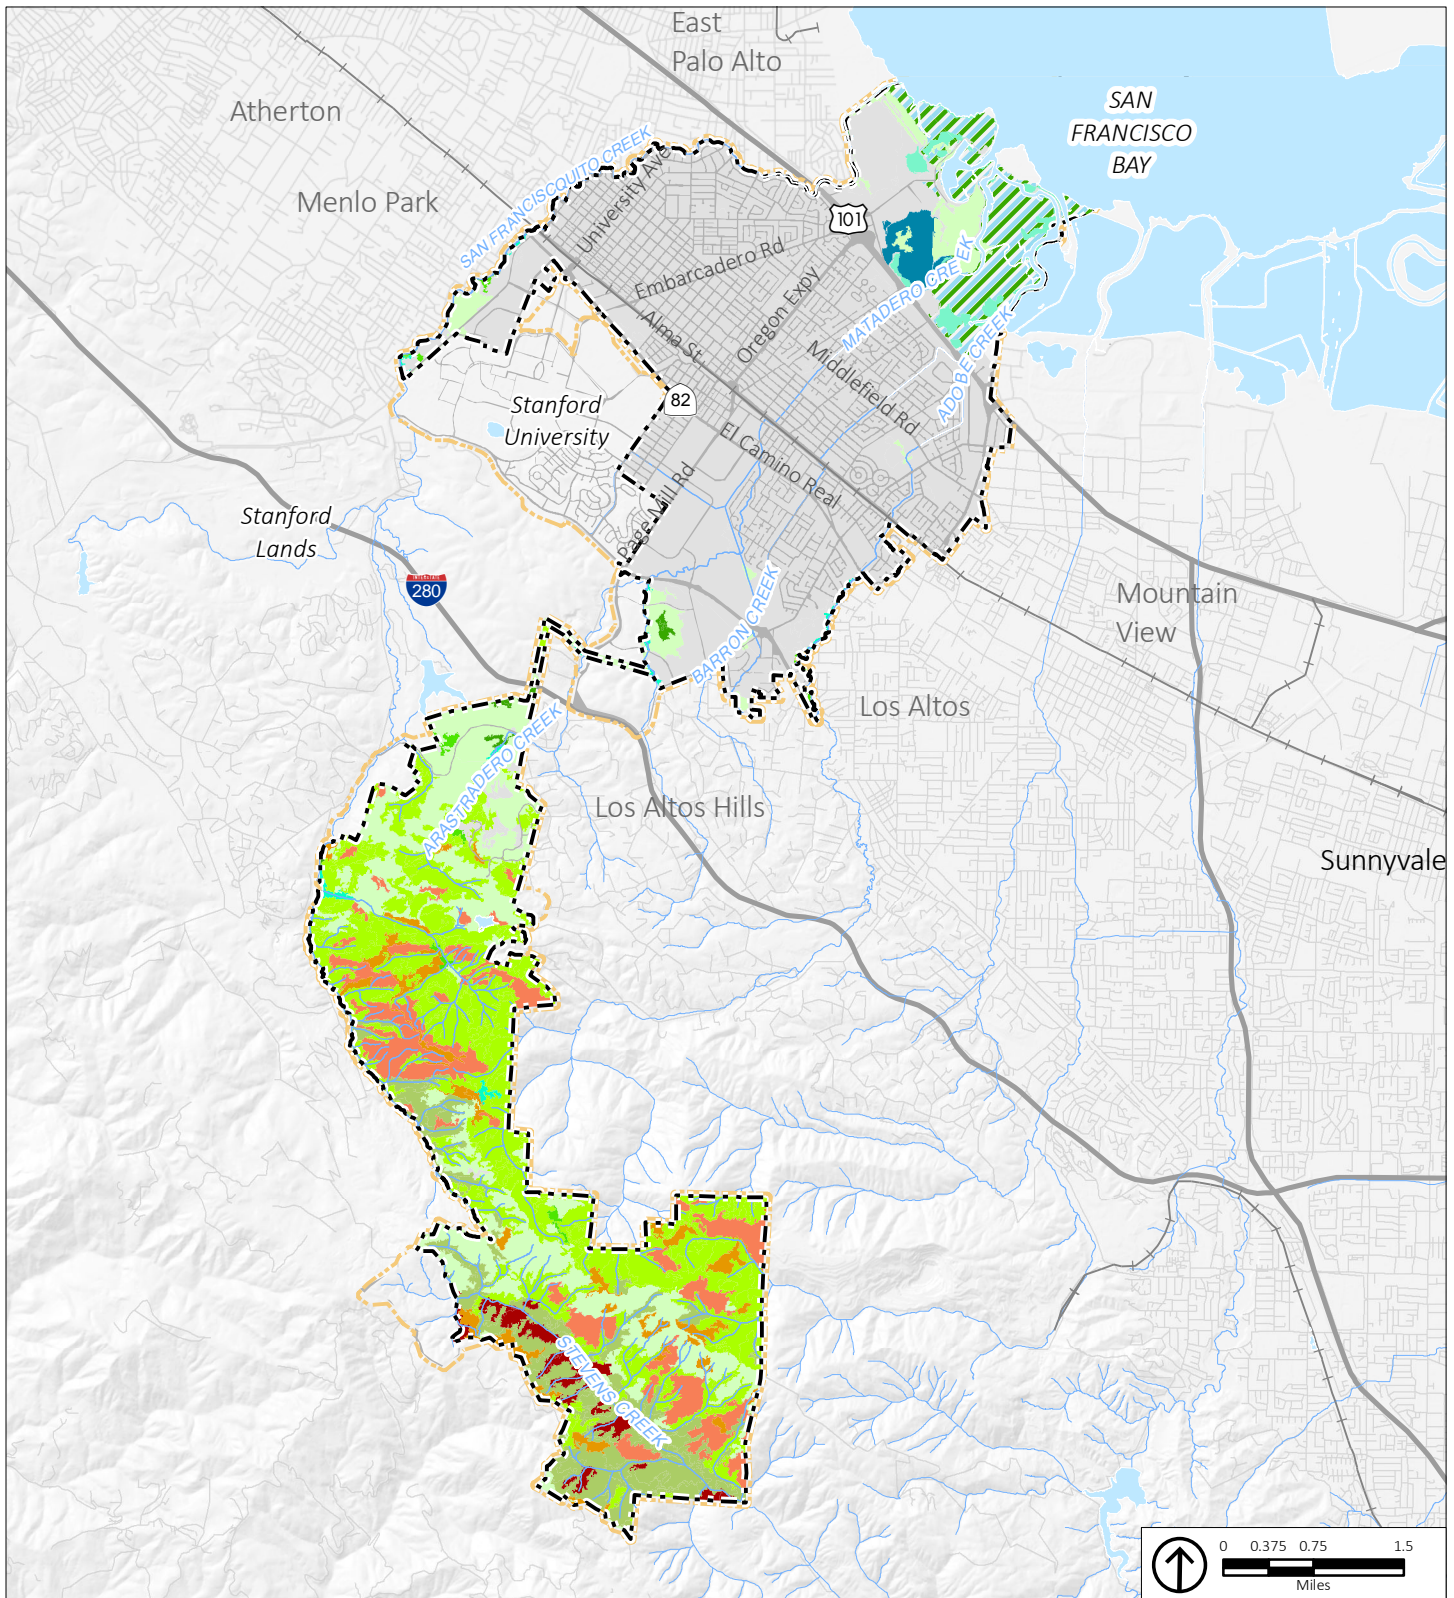 East
Palo Alto
Atherton
SAN
FRANCISCO
BAY
SAN FRANCISQUITO CREEK
University Ave
Menlo Park
101
Embarcadero Rd
Oregon Expy
MATADERO CREEK
Alma St
Middlefield Rd
ADOBE CREEK
82
Stanford
University
El Camino Real
Page Mill Rd
Stanford
Lands
INTERSTATE
280
BARRON CREEK
Mountain
View
Los Altos
ARASTRADERO CREEK
Los Altos Hills
Sunnyvale
STEVENS CREEK
0 0.375 0.75 1.5
Miles